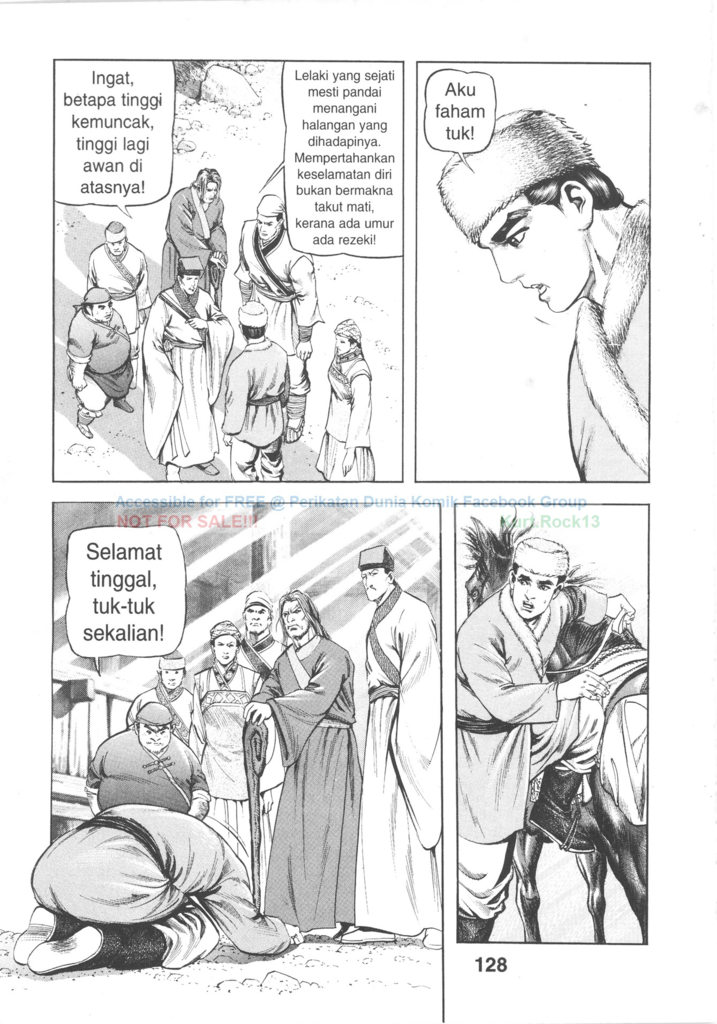 Ingat,
betapa tinggi
kemuncak,
tinggi lagi
awan di
atasnya!
Lelaki yang sejati
mesti pandai
menangani
halangan yang
dihadapinya.
Mempertahankan
keselamatan diri
bukan bermakna
takut mati,
kerana ada umur
ada rezeki!
Aku
faham
tuk!
Accessible for FREE @ Perikatan Dunia Komik Facebook Group
NOT FOR SALE!!! Kurt.Rock13
Selamat
tinggal,
tuk-tuk
sekalian!
128